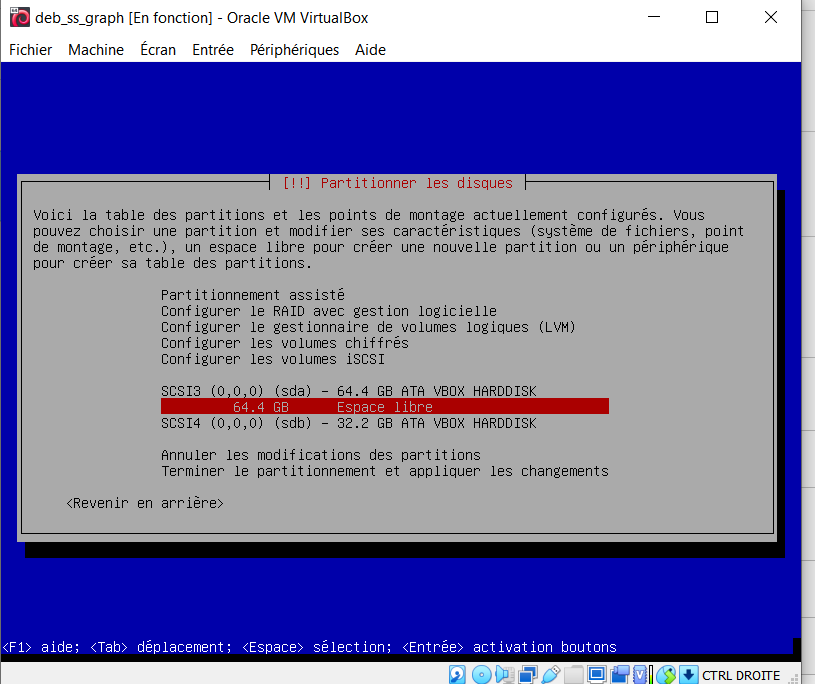 deb_ss_graph [En fonction] - Oracle VM VirtualBox
Fichier Machine Écran Entrée Périphériques Aide
[!!] Partitionner les disques
Voici la table des partitions et les points de montage actuellement configurés. Vous
pouvez choisir une partition et modifier ses caractéristiques (système de fichiers, point
de montage, etc.), un espace libre pour créer une nouvelle partition ou un périphérique
pour créer sa table des partitions.
Partitionnement assisté
Configurer le RAID avec gestion logicielle
Configurer le gestionnaire de volumes logiques (LVM)
Configurer les volumes chiffrés
Configurer les volumes iSCSI
SCSI3 (0,0,0) (sda) - 64.4 GB ATA VBOX HARDDISK
64.4 GB Espace libre
SCSI4 (0,0,0) (sdb) - 32.2 GB ATA VBOX HARDDISK
Annuler les modifications des partitions
Terminer le partitionnement et appliquer les changements
<Revenir en arrière>
<F1> aide; <Tab> déplacement; <Espace> sélection; <Entrée> activation boutons
CTRL DROITE